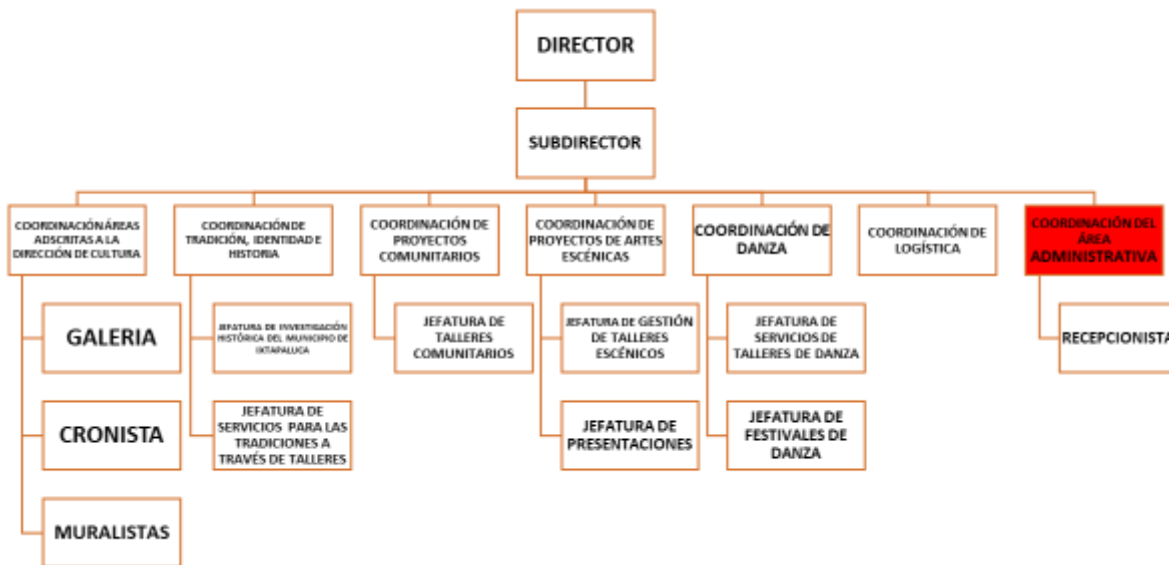 DIRECTOR
SUBDIRECTOR
COORDINACIÓN ÁREAS
ADSCRITAS A LA
DIRECCIÓN DE CULTURA
COORDINACIÓN DE
TRADICIÓN, IDENTIDAD E
HISTORIA
COORDINACIÓN DE
PROYECTOS
COMUNITARIOS
COORDINACIÓN DE
PROYECTOS DE ARTES
ESCÉNICAS
COORDINACIÓN DE
DANZA
COORDINACIÓN DE
LOGÍSTICA
COORDINACIÓN DEL
ÁREA
ADMINISTRATIVA
GALERIA
JEFATURA DE INVESTIGACIÓN
HISTÓRICA DEL MUNICIPIO DE
IXTAPALUCA
JEFATURA DE
TALLERES
COMUNITARIOS
JEFATURA DE GESTIÓN
DE TALLERES
ESCÉNICOS
JEFATURA DE
SERVICIOS DE
TALLERES DE DANZA
RECEPCIONISTA
CRONISTA
JEFATURA DE
SERVICIOS PARA LAS
TRADICIONES A
TRAVÉS DE TALLERES
JEFATURA DE
PRESENTACIONES
JEFATURA DE
FESTIVALES DE
DANZA
MURALISTAS